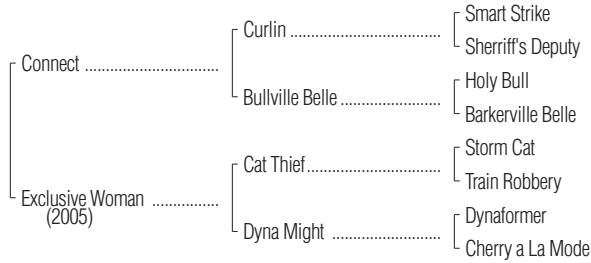 Smart Strike
Curlin ................................................
Sherriff's Deputy
Connect ..........................................
Holy Bull
Bullville Belle ................................
Barkerville Belle
Storm Cat
Cat Thief..........................................
Train Robbery
Exclusive Woman .....................
(2005)
Dynaformer
Dyna Might ..................................
Cherry a La Mode